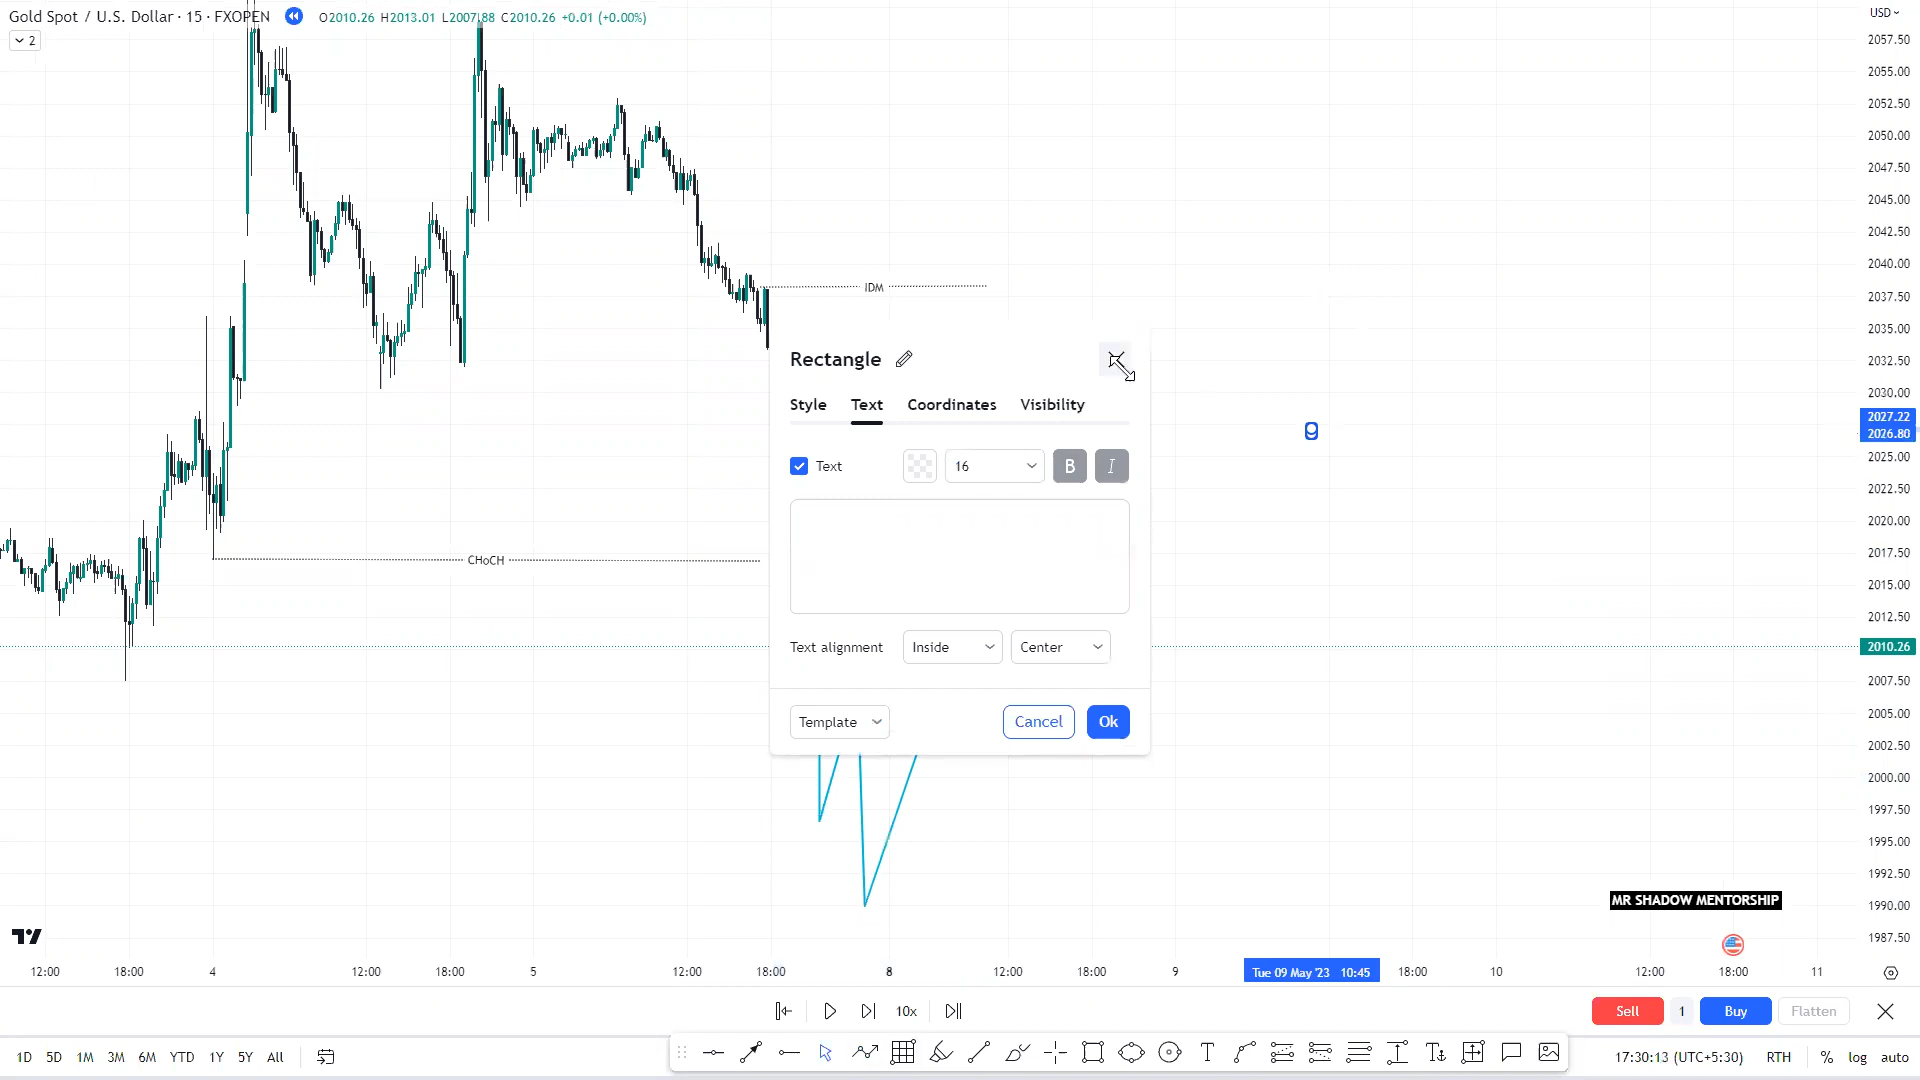 Gold Spot / U.S. Dollar · 15 · FXOPEN O2010.26 H2013.01 L2007.88 C2010.26 +0.01 (+0.00%)
USD
2
2057.50
2055.00
2052.50
2050.00
2047.50
2045.00
2042.50
2040.00
2037.50
2035.00
2032.50
2030.00
2027.22
2026.80
2025.00
2022.50
2020.00
2017.50
2015.00
2012.50
2010.26
2007.50
2005.00
2002.50
2000.00
1997.50
1995.00
1992.50
1990.00
1987.50
IDM
CHoCH
Rectangle
Style Text Coordinates Visibility
Text 16 B I
Text alignment Inside Center
Template Cancel Ok
MR SHADOW MENTORSHIP
12:00 18:00 4 12:00 18:00 5 12:00 18:00 8 12:00 18:00 9 Tue 09 May '23 10:45 18:00 10 12:00 18:00 11
10x Sell 1 Buy Flatten
1D 5D 1M 3M 6M YTD 1Y 5Y All
17:30:13 (UTC+5:30) RTH % log auto